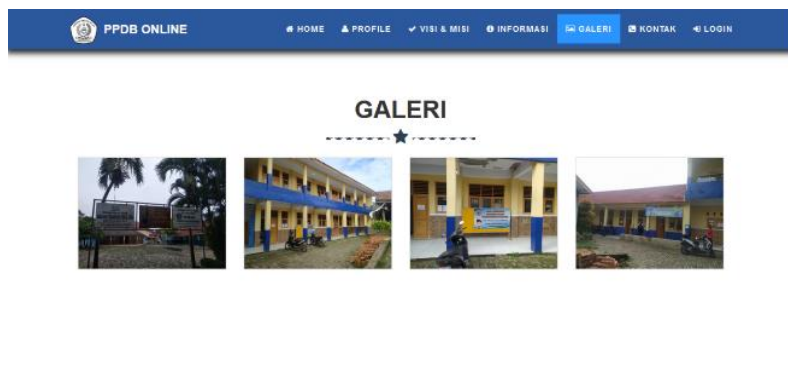 PPDB ONLINE
HOME PROFILE VISI & MISI INFORMASI GALERI KONTAK LOGIN
GALERI